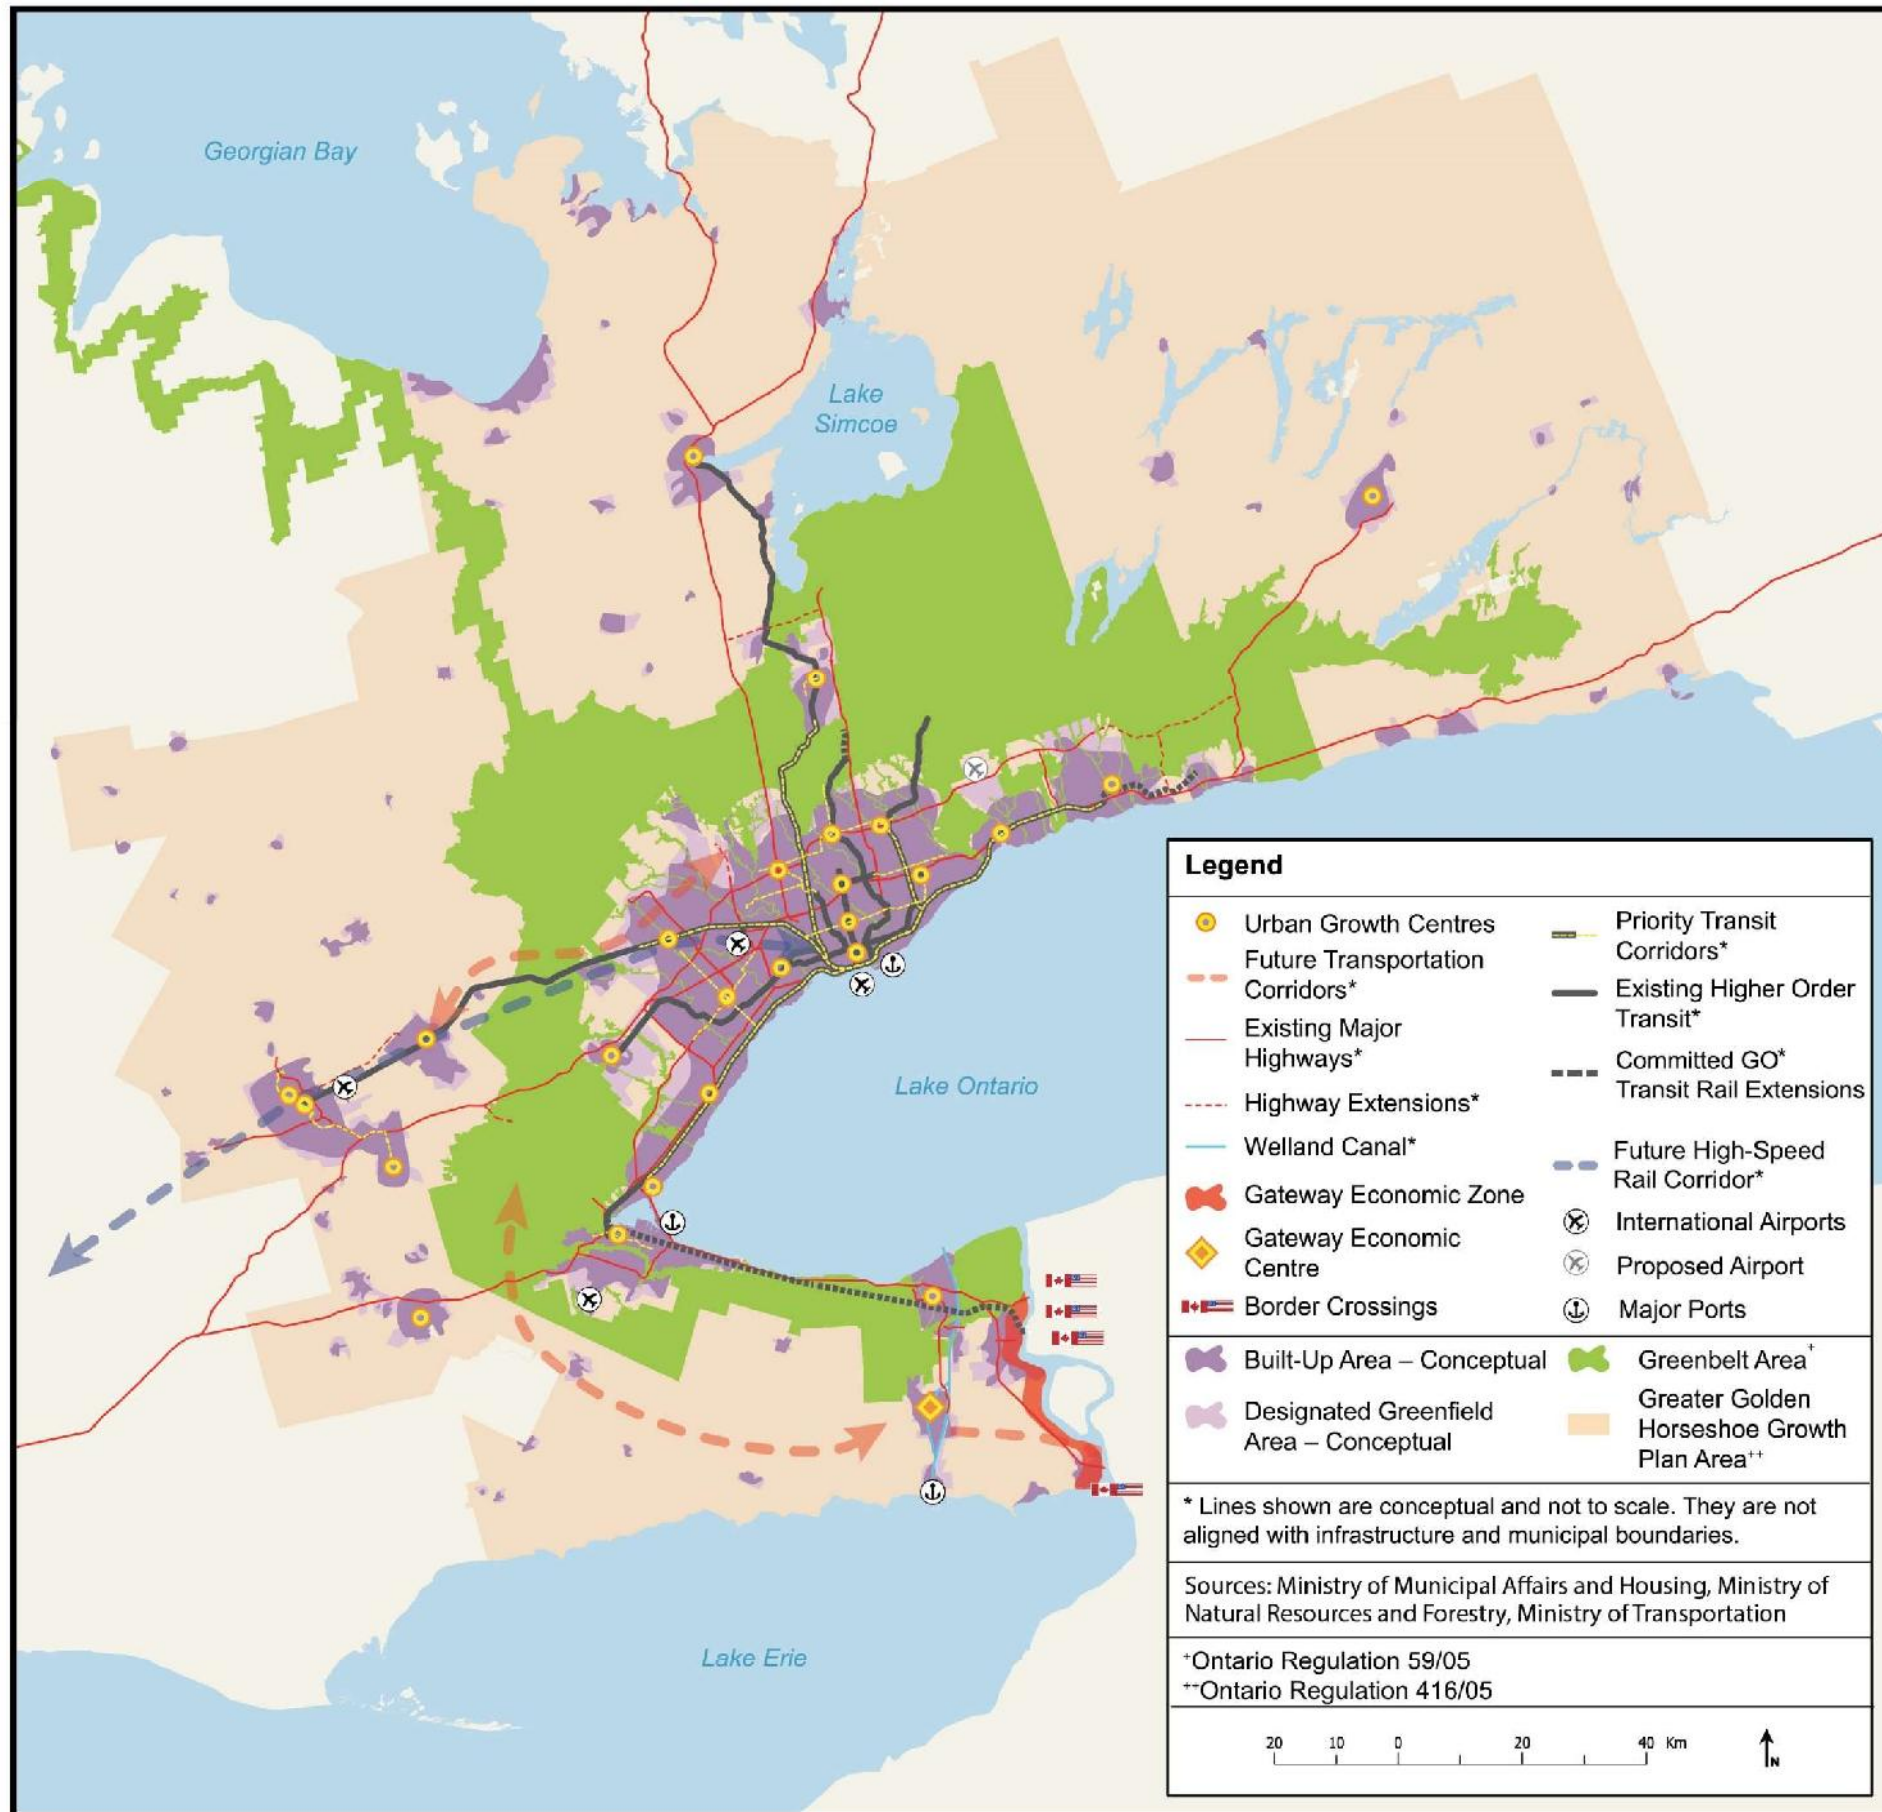 Georgian Bay
Lake
Simcoe
Lake Ontario
Lake Erie
Legend
Urban Growth Centres
Future Transportation
Corridors*
Existing Major
Highways*
Highway Extensions*
Welland Canal*
Gateway Economic Zone
Gateway Economic
Centre
Border Crossings
Priority Transit
Corridors*
Existing Higher Order
Transit*
Committed GO*
Transit Rail Extensions
Future High-Speed
Rail Corridor*
International Airports
Proposed Airport
Major Ports
Built-Up Area – Conceptual
Designated Greenfield
Area – Conceptual
Greenbelt Area+
Greater Golden
Horseshoe Growth
Plan Area++
* Lines shown are conceptual and not to scale. They are not
aligned with infrastructure and municipal boundaries.
Sources: Ministry of Municipal Affairs and Housing, Ministry of
Natural Resources and Forestry, Ministry of Transportation
+Ontario Regulation 59/05
++Ontario Regulation 416/05
20 10 0 20 40 Km
N